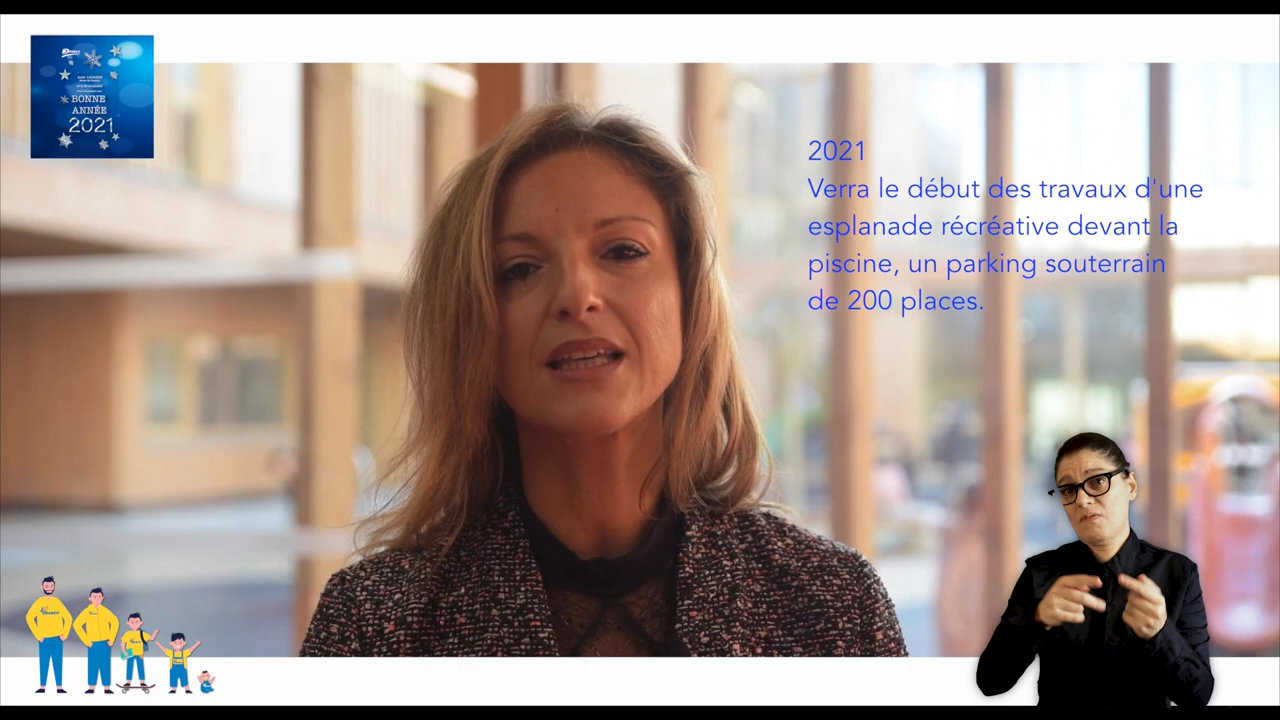 BONNE
ANNÉE
2021
2021
Verra le début des travaux d'une
esplanade récréative devant la
piscine, un parking souterrain
de 200 places.